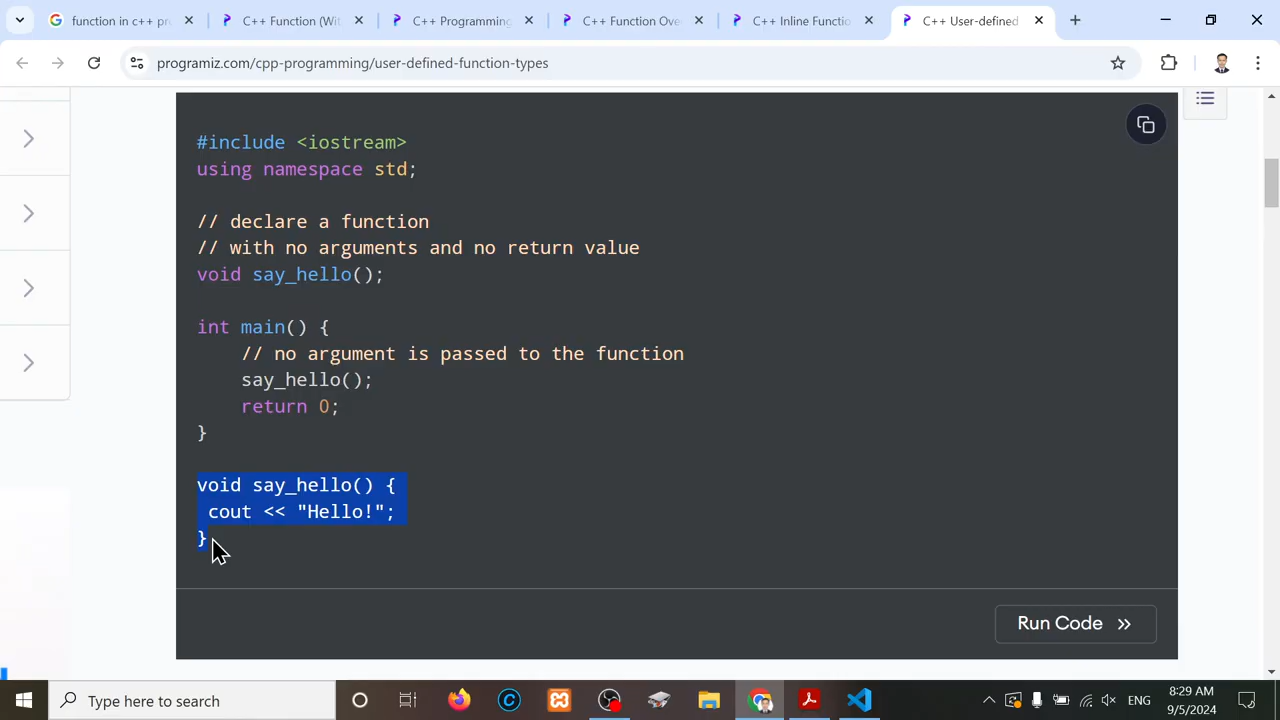 function in c++ pr
C++ Function (Wit
C++ Programming
C++ Function Ove
C++ Inline Functio
C++ User-defined
programiz.com/cpp-programming/user-defined-function-types
#include <iostream>
using namespace std;
// declare a function
// with no arguments and no return value
void say_hello();
int main() {
// no argument is passed to the function
say_hello();
return 0;
}
void say_hello() {
cout << "Hello!";
}
Run Code
Type here to search
ENG
8:29 AM
9/5/2024